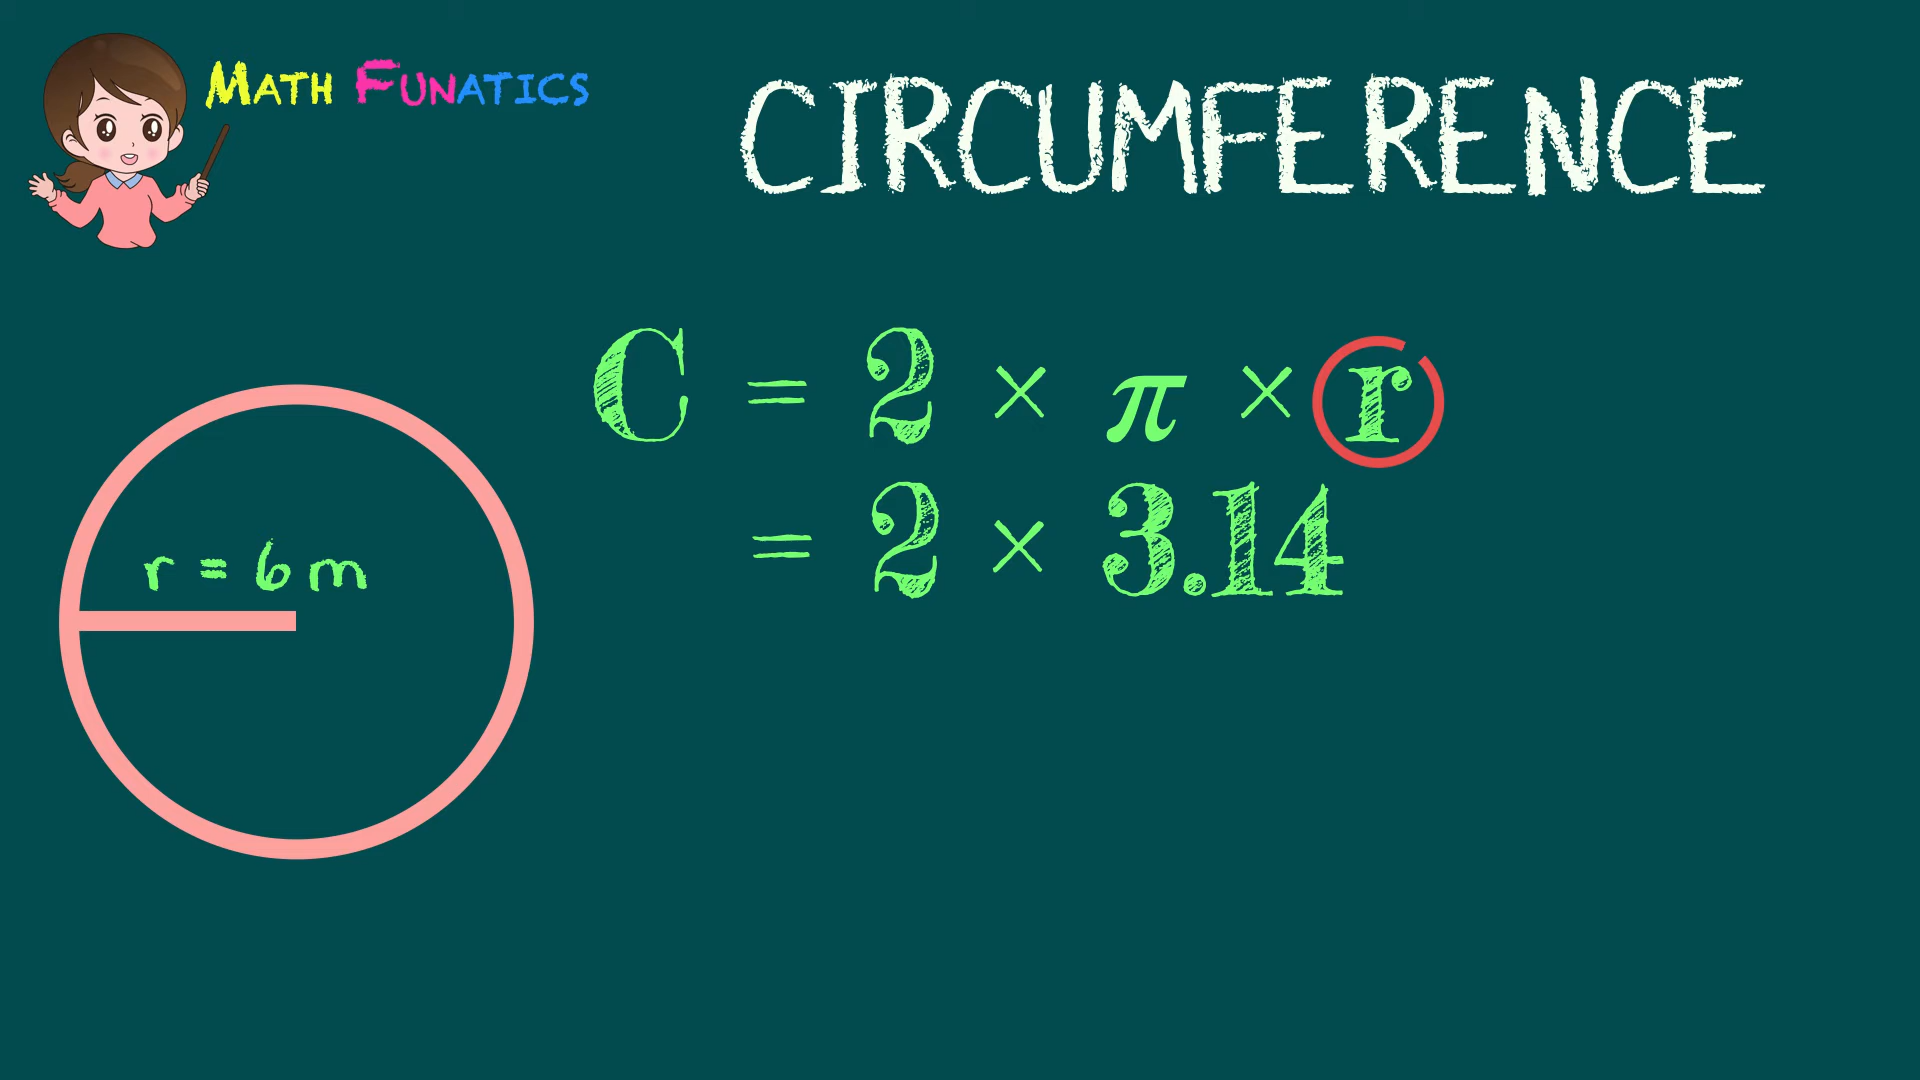 MATH FUNATICS
CIRCUMFERENCE
C = 2 × π × r
= 2 × 3.14
r = 6 m